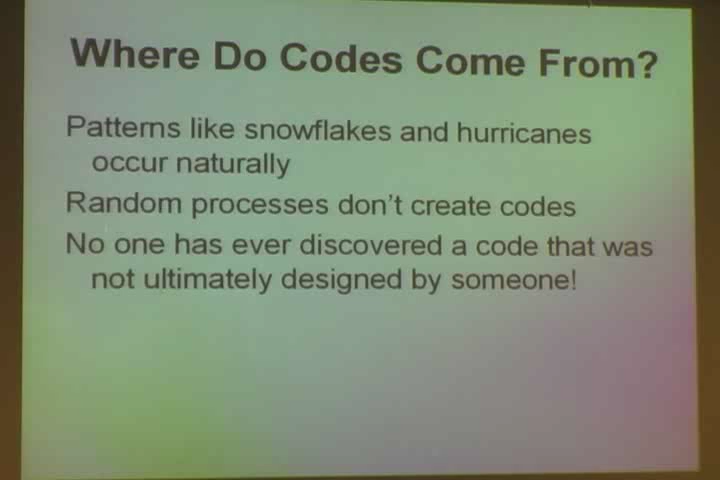 Where Do Codes Come From?
Patterns like snowflakes and hurricanes
occur naturally
Random processes don't create codes
No one has ever discovered a code that was
not ultimately designed by someone!